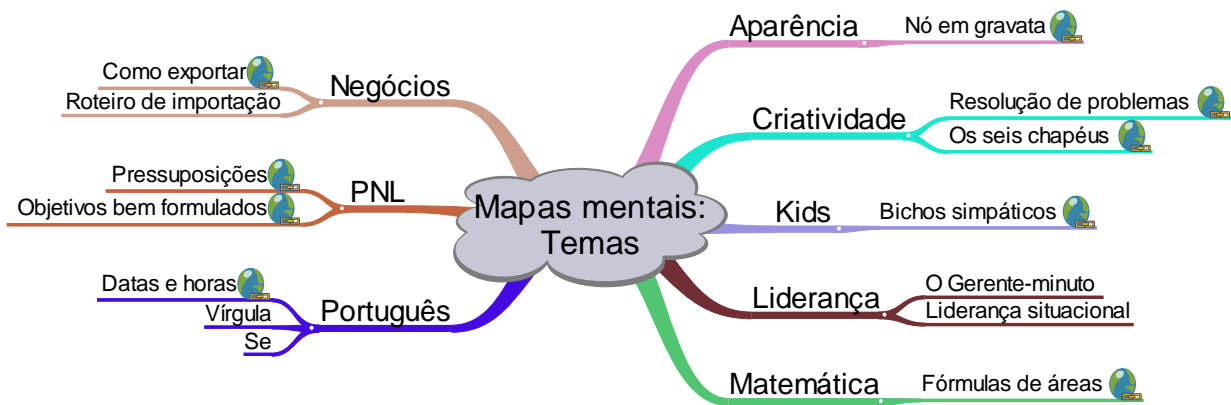 Mapas mentais:
Temas
Aparência
Nó em gravata
Criatividade
Resolução de problemas
Os seis chapéus
Kids
Bichos simpáticos
Liderança
O Gerente-minuto
Liderança situacional
Matemática
Fórmulas de áreas
Negócios
Como exportar
Roteiro de importação
PNL
Pressuposições
Objetivos bem formulados
Português
Datas e horas
Vírgula
Se